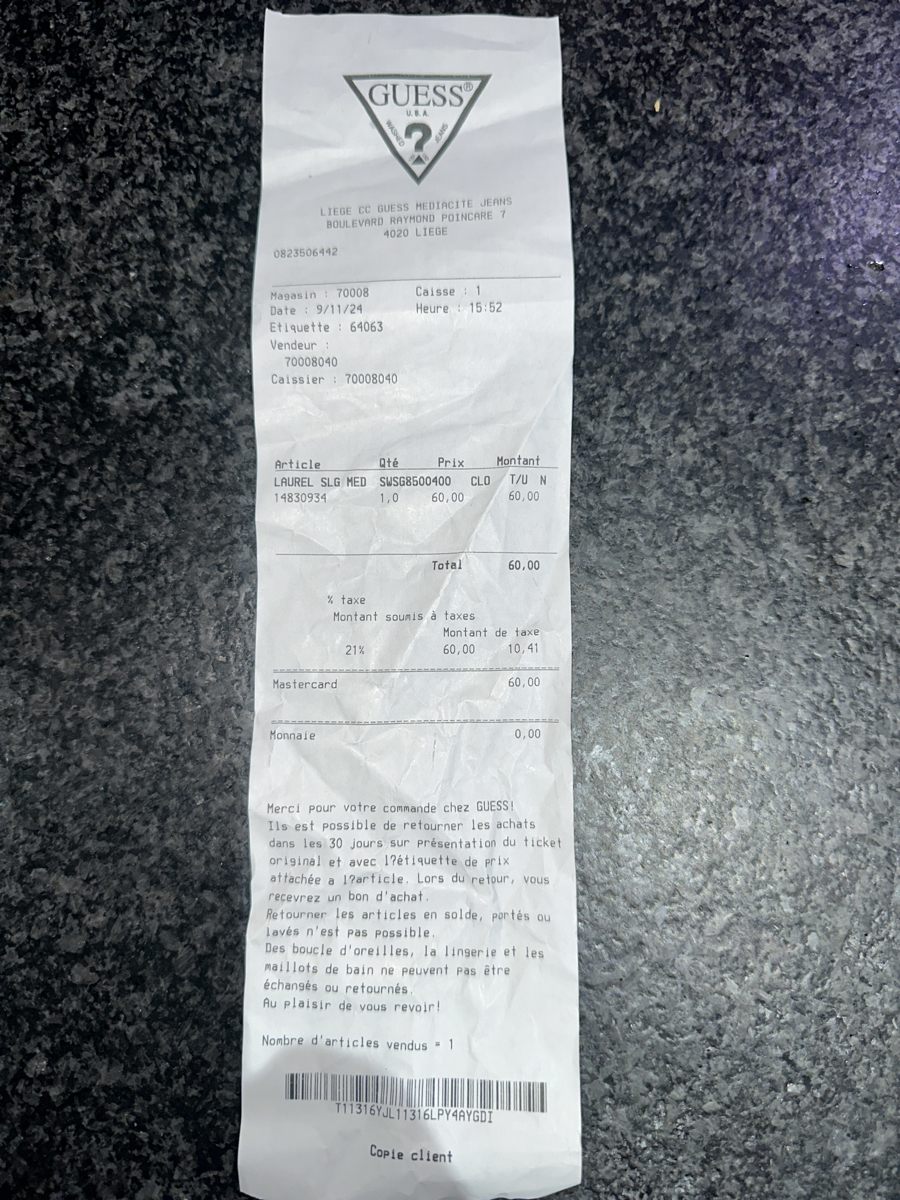 GUESS®
U.S.A.
WASHED ? JEANS
LIEGE CC GUESS MEDIACITE JEANS
BOULEVARD RAYMOND POINCARE 7
4020 LIEGE
0823506442
Magasin : 70008 Caisse : 1
Date : 9/11/24 Heure : 15:52
Etiquette : 64063
Vendeur :
70008040
Caissier : 70008040
Article Qté Prix Montant
LAUREL SLG MED SWSG8500400 CLO T/U N
14830934 1,0 60,00 60,00
Total 60,00
% taxe
Montant soumis à taxes
Montant de taxe
21% 60,00 10,41
Mastercard 60,00
Monnaie 0,00
Merci pour votre commande chez GUESS!
Ils est possible de retourner les achats
dans les 30 jours sur présentation du ticket
original et avec l?étiquette de prix
attachée a l?article. Lors du retour, vous
recevrez un bon d'achat.
Retourner les articles en solde, portés ou
lavés n'est pas possible.
Des boucle d'oreilles, la lingerie et les
maillots de bain ne peuvent pas être
échangés ou retournés.
Au plaisir de vous revoir!
Nombre d'articles vendus = 1
T11316YJL11316LPY4AYGDI
Copie client